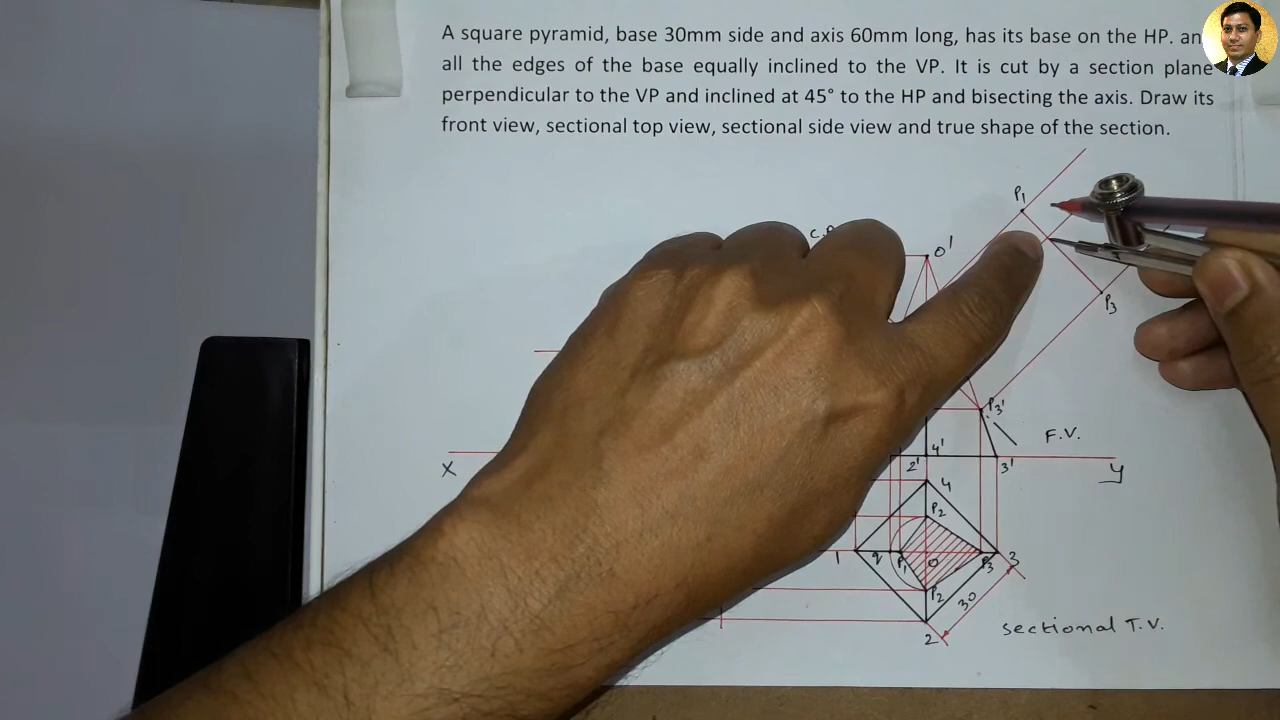 A square pyramid, base 30mm side and axis 60mm long, has its base on the HP. an
all the edges of the base equally inclined to the VP. It is cut by a section plane
perpendicular to the VP and inclined at 45° to the HP and bisecting the axis. Draw its
front view, sectional top view, sectional side view and true shape of the section.
P1
O'
P3
P3'
F.V.
X
2' 4'
3'
Y
4
P2
1 q P1 O P3 3
P2
30
2
sectional T.V.